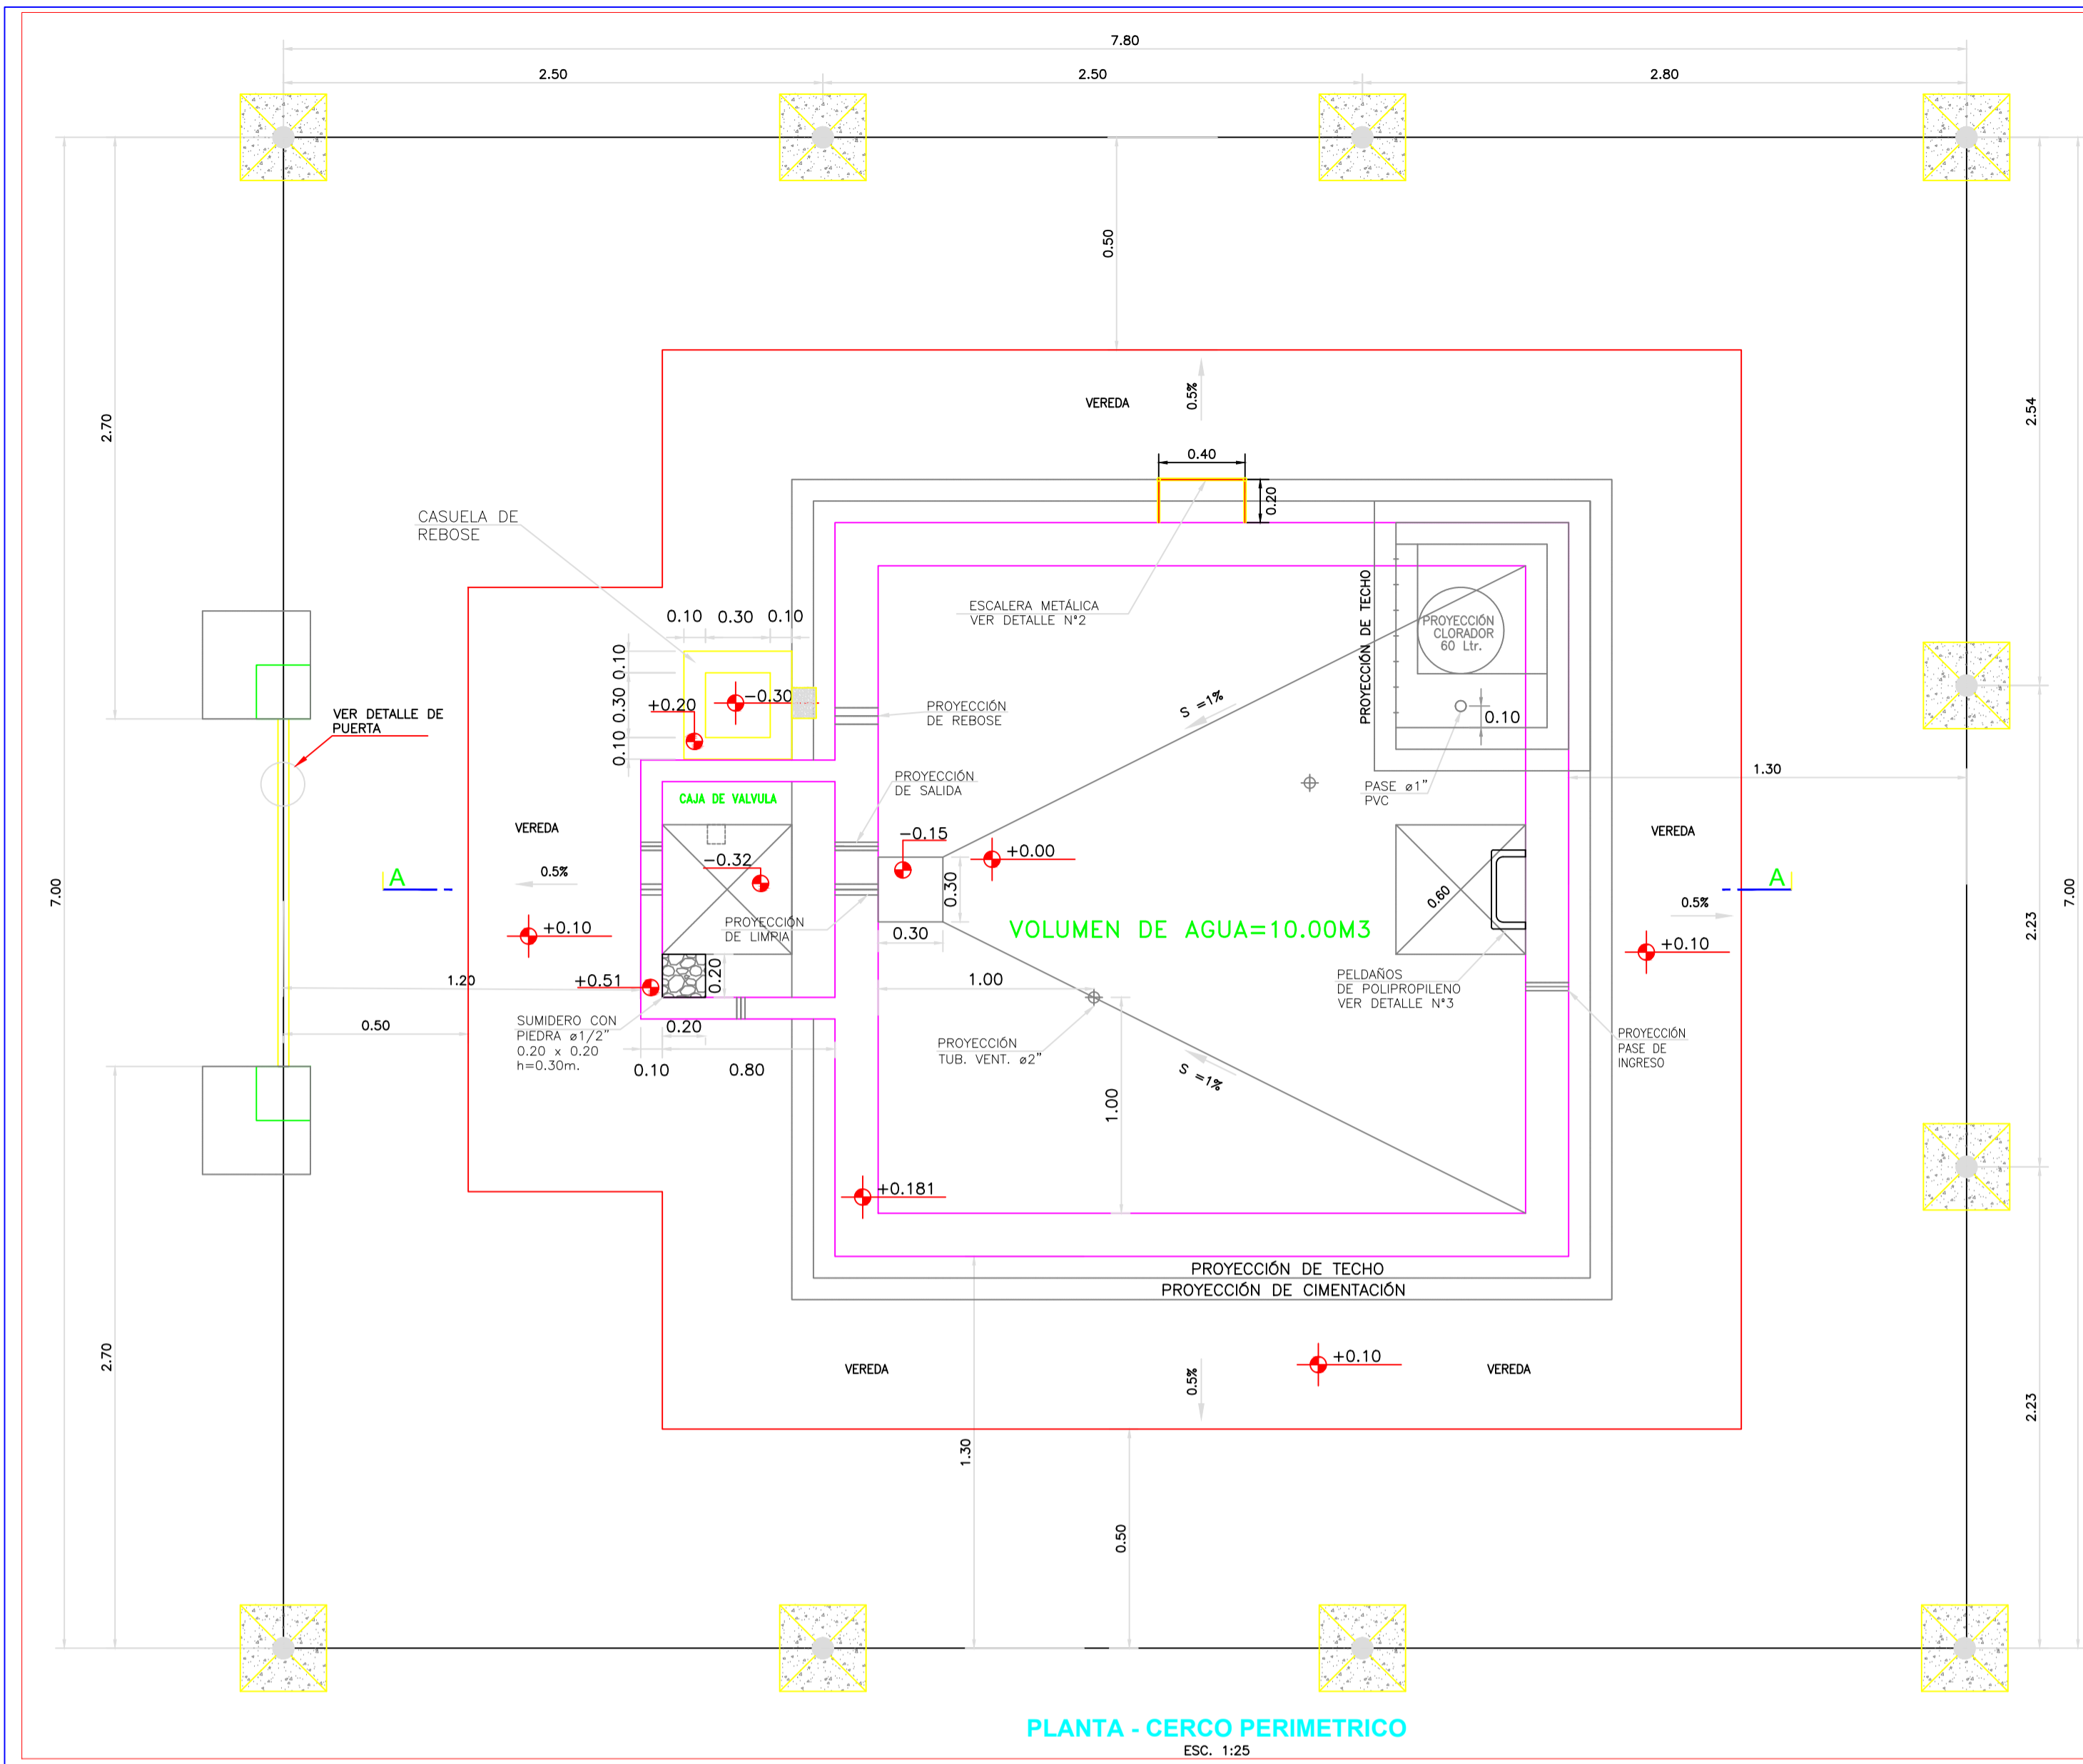 7.80
2.50
2.50
2.80
0.50
2.70
2.54
VEREDA
0.5%
0.40
0.20
CASUELA DE
REBOSE
ESCALERA METÁLICA
VER DETALLE N°2
PROYECCIÓN DE TECHO
PROYECCIÓN
CLORADOR
60 Ltr.
0.10
0.30
0.10
0.10
0.30
0.10
+0.20
-0.30
PROYECCIÓN
DE REBOSE
S =1%
0.10
VER DETALLE DE
PUERTA
PROYECCIÓN
DE SALIDA
PASE ø1"
PVC
1.30
CAJA DE VALVULA
VEREDA
VEREDA
-0.15
+0.00
-0.32
0.5%
A
A
7.00
7.00
0.30
0.60
0.5%
PROYECCIÓN
DE LIMPIA
0.30
VOLUMEN DE AGUA=10.00M3
2.23
+0.10
+0.10
1.20
+0.51
0.20
1.00
PELDAÑOS
DE POLIPROPILENO
VER DETALLE N°3
0.50
SUMIDERO CON
PIEDRA ø1/2"
0.20 x 0.20
h=0.30m.
0.20
0.10
0.80
PROYECCIÓN
TUB. VENT. ø2"
S =1%
PROYECCIÓN
PASE DE
INGRESO
1.00
+0.181
PROYECCIÓN DE TECHO
PROYECCIÓN DE CIMENTACIÓN
2.70
VEREDA
0.5%
+0.10
VEREDA
2.23
1.30
0.50
PLANTA - CERCO PERIMETRICO
ESC. 1:25